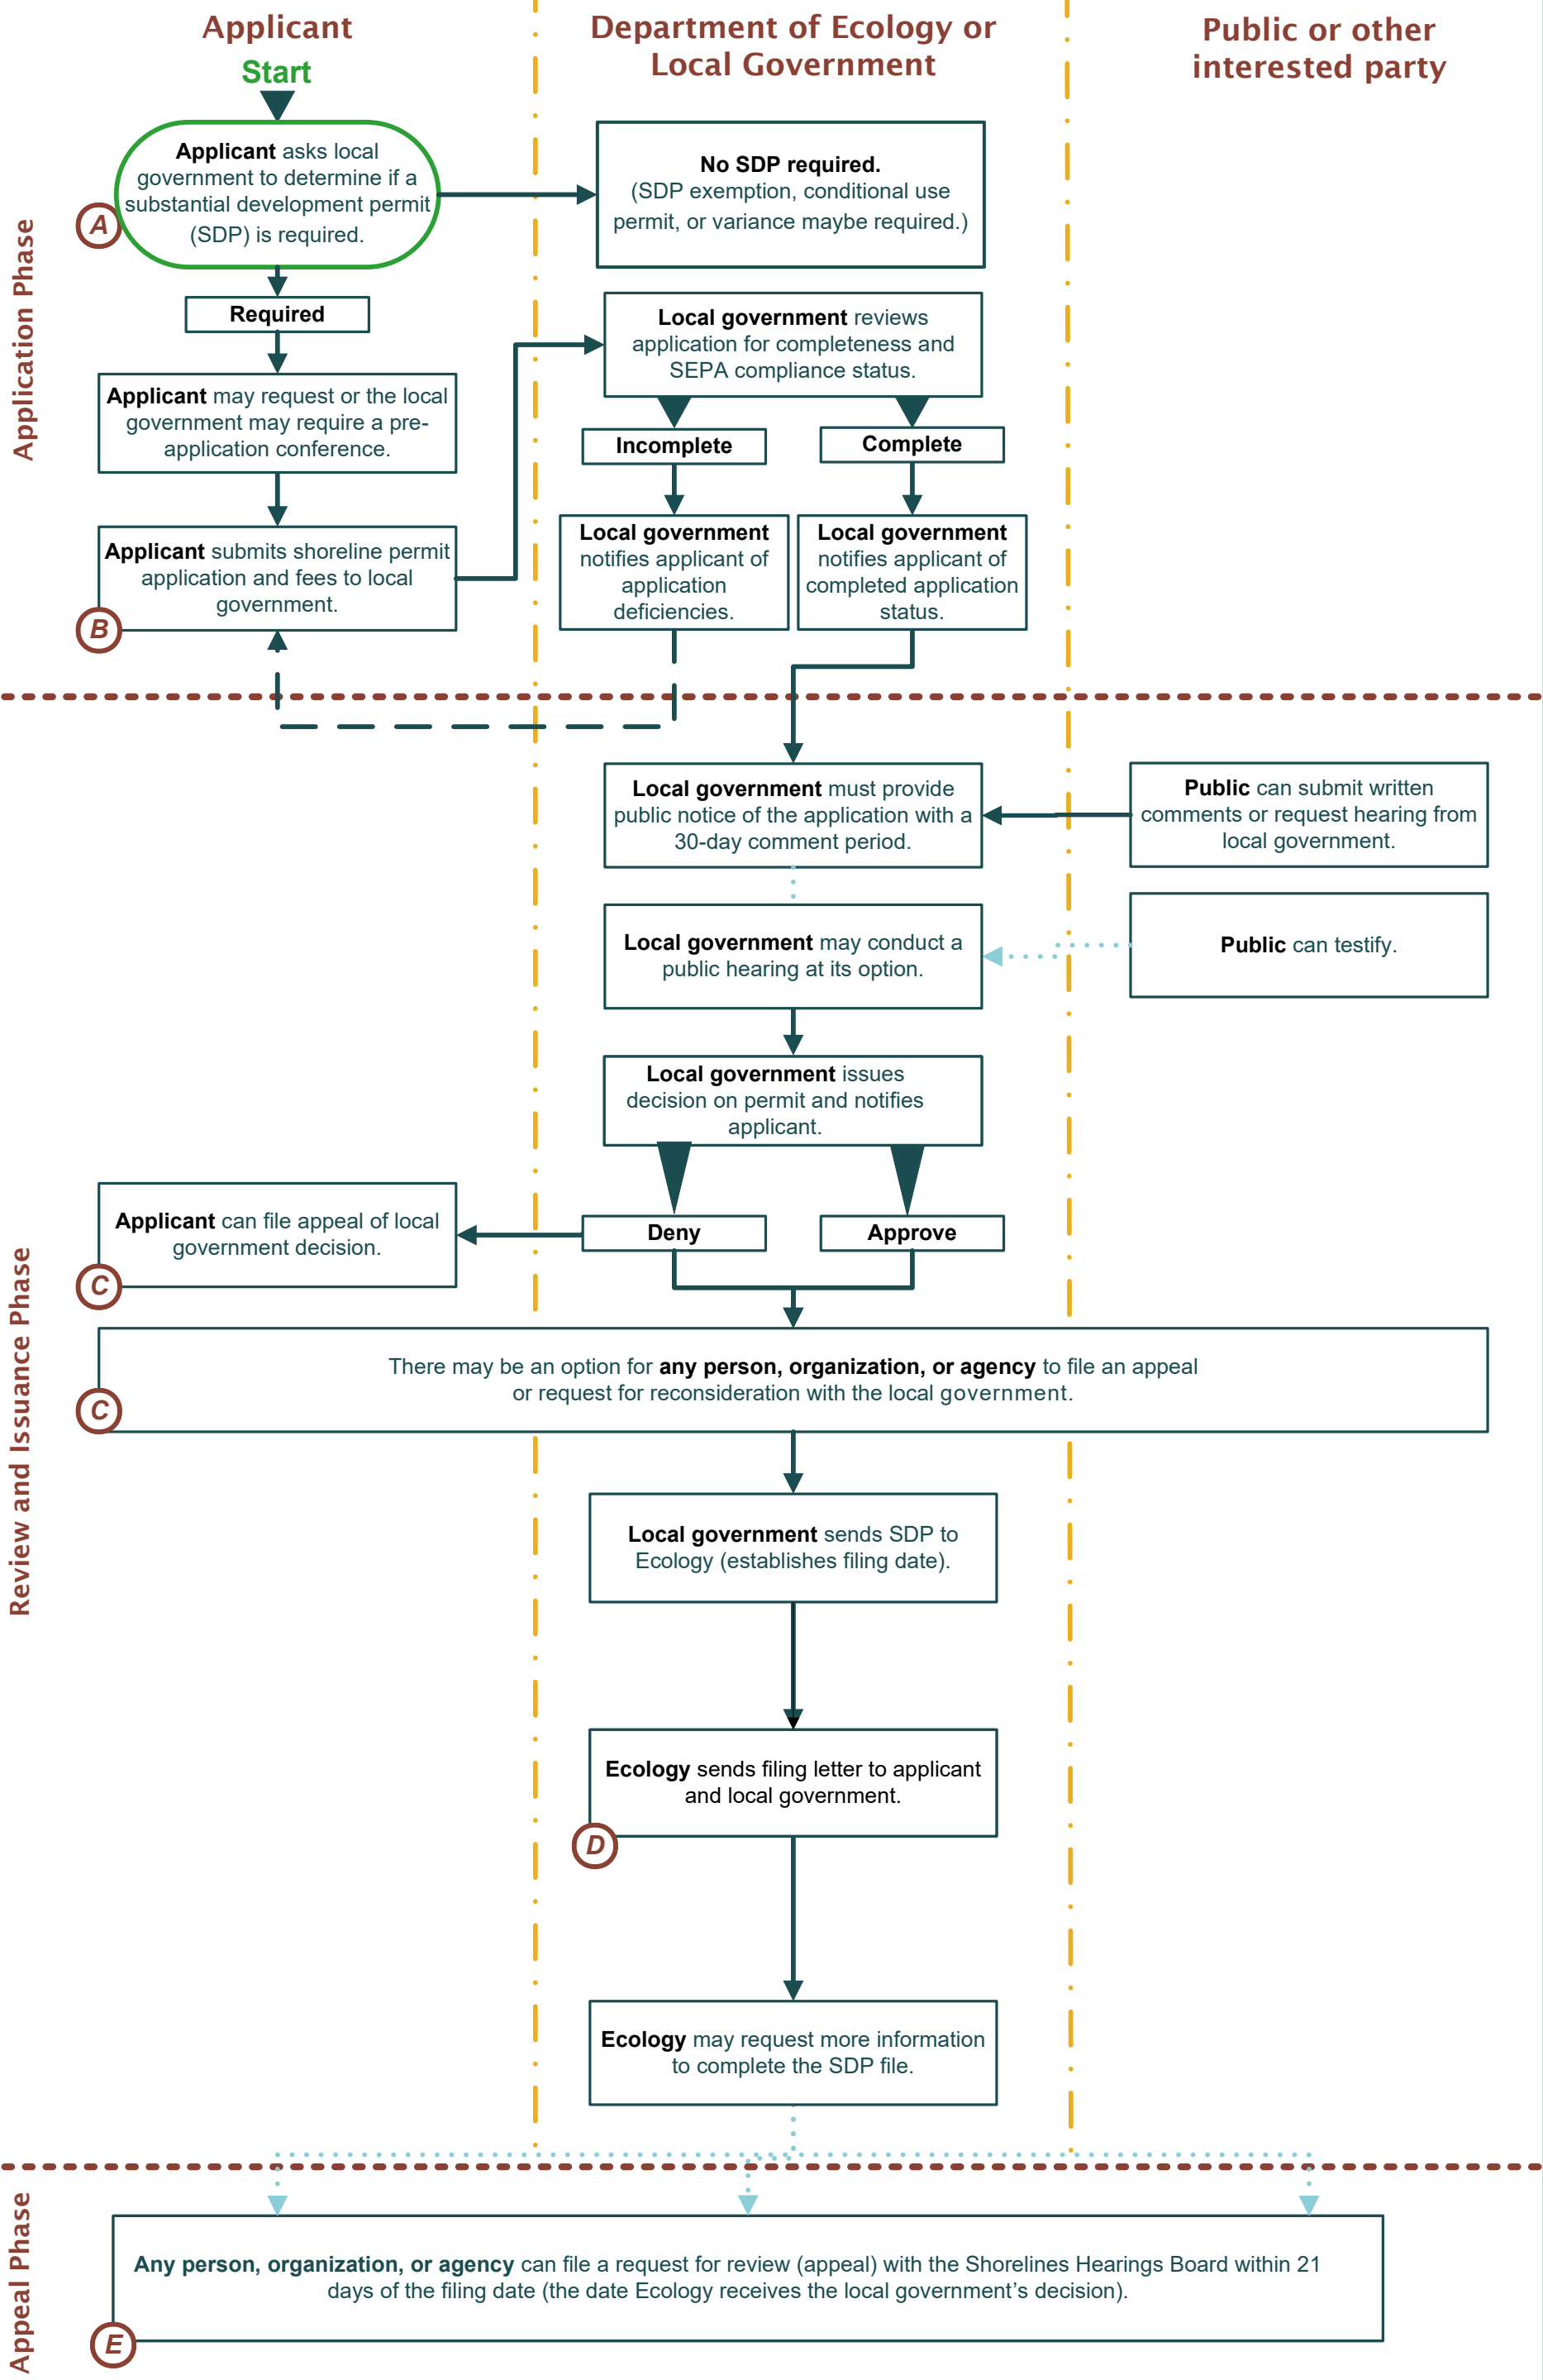 Applicant
Start
Department of Ecology or
Local Government
Public or other
interested party
Application Phase
Applicant asks local
government to determine if a
substantial development permit
(SDP) is required.
A
No SDP required.
(SDP exemption, conditional use
permit, or variance maybe required.)
Required
Applicant may request or the local
government may require a pre-
application conference.
Applicant submits shoreline permit
application and fees to local
government.
B
Local government reviews
application for completeness and
SEPA compliance status.
Incomplete
Complete
Local government
notifies applicant of
application
deficiencies.
Local government
notifies applicant of
completed application
status.
Review and Issuance Phase
Local government must provide
public notice of the application with a
30-day comment period.
Public can submit written
comments or request hearing from
local government.
Local government may conduct a
public hearing at its option.
Public can testify.
Local government issues
decision on permit and notifies
applicant.
Deny
Approve
Applicant can file appeal of local
government decision.
C
There may be an option for any person, organization, or agency to file an appeal
or request for reconsideration with the local government.
C
Local government sends SDP to
Ecology (establishes filing date).
Ecology sends filing letter to applicant
and local government.
D
Ecology may request more information
to complete the SDP file.
Appeal Phase
Any person, organization, or agency can file a request for review (appeal) with the Shorelines Hearings Board within 21
days of the filing date (the date Ecology receives the local government’s decision).
E